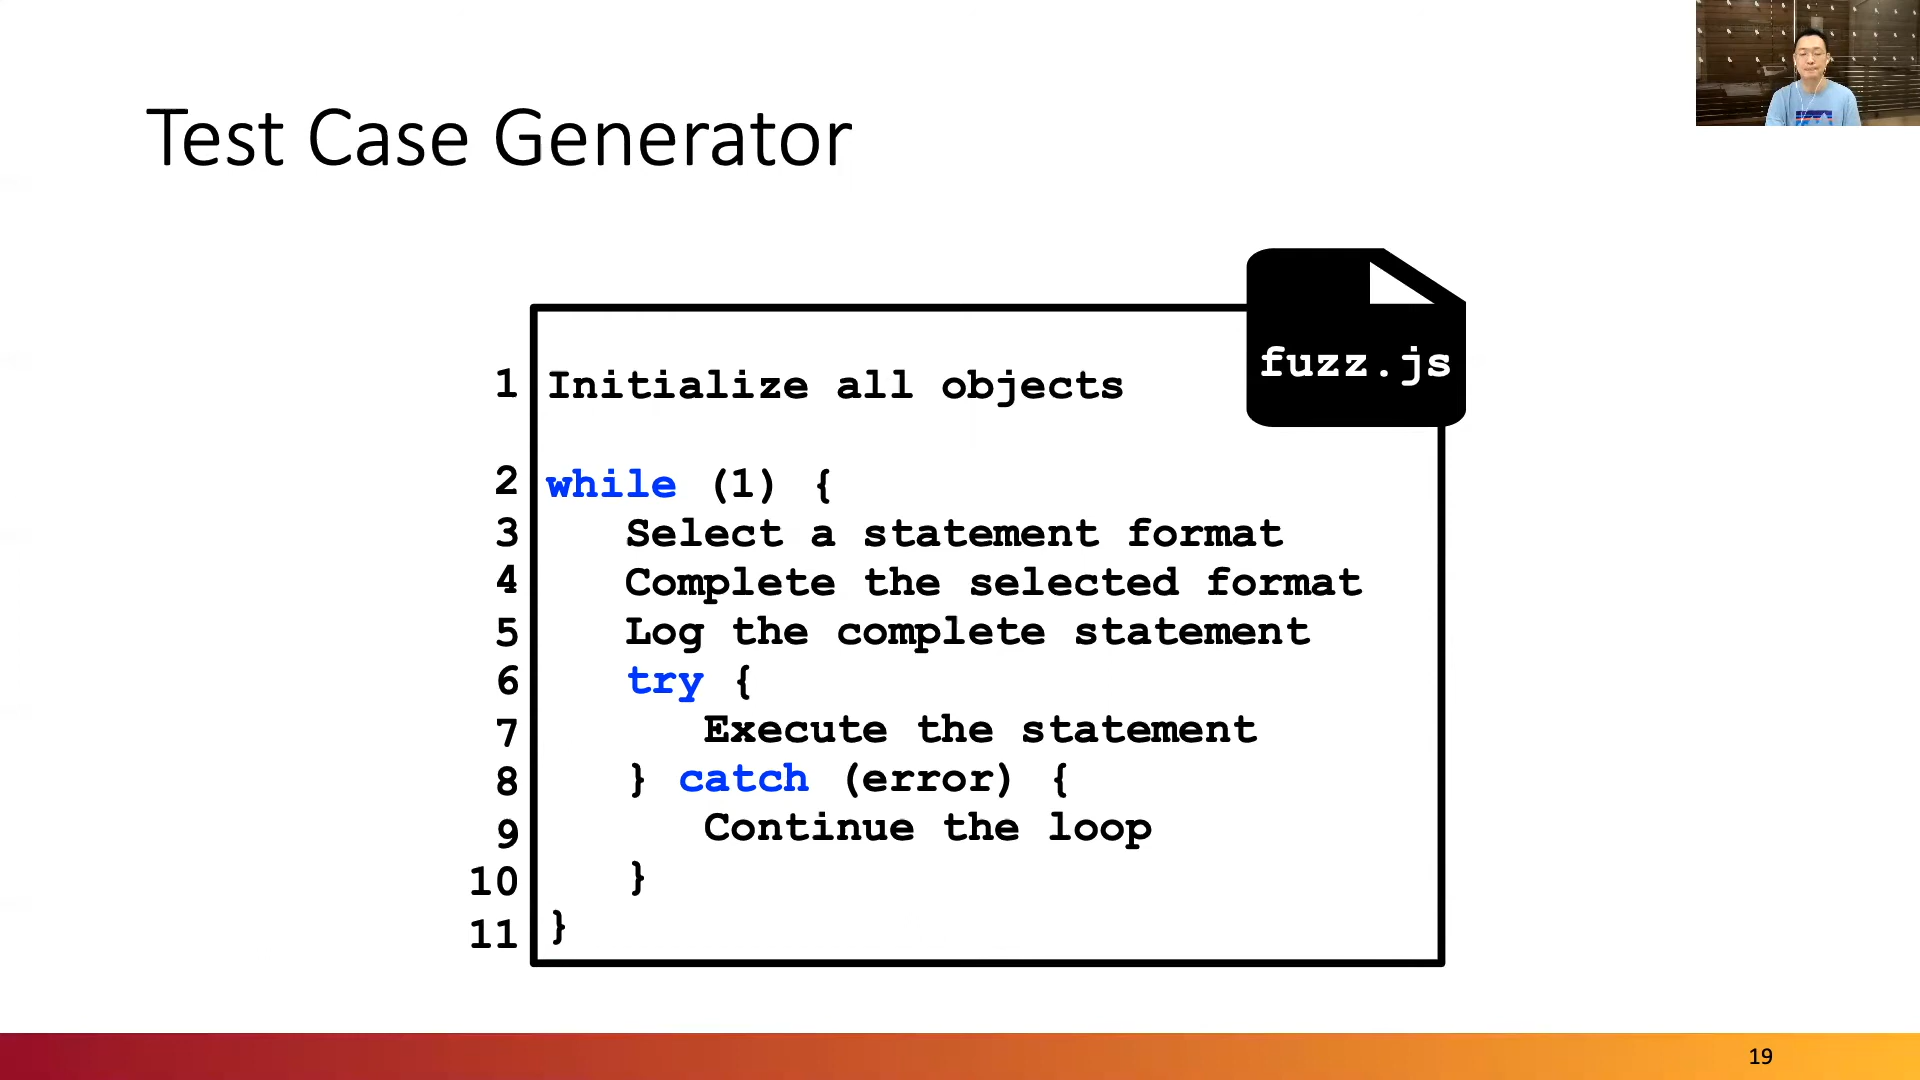 Test Case Generator
fuzz.js
1 Initialize all objects
2 while (1) {
3 Select a statement format
4 Complete the selected format
5 Log the complete statement
6 try {
7 Execute the statement
8 } catch (error) {
9 Continue the loop
10 }
11 }
19